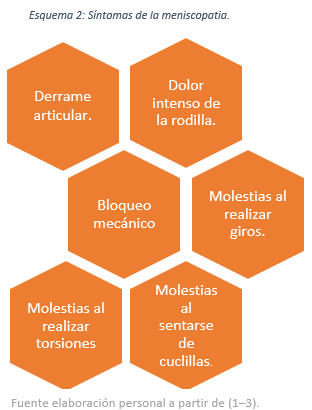 Esquema 2: Síntomas de la meniscopatia.
Derrame
articular.
Dolor
intenso de
la rodilla.
Bloqueo
mecánico
Molestias al
realizar
giros.
Molestias al
realizar
torsiones
Molestias
al
sentarse
de
cuclillas.
Fuente elaboración personal a partir de (1–3).